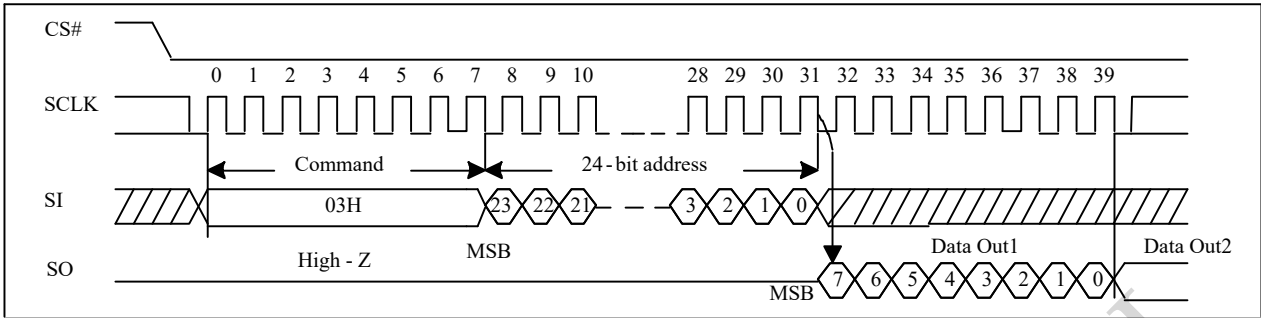 CS#
0 1 2 3 4 5 6 7 8 9 10 28 29 30 31 32 33 34 35 36 37 38 39
SCLK
Command 24-bit address
SI 03H 23 22 21 3 2 1 0
MSB Data Out1 Data Out2
High - Z
SO 7 6 5 4 3 2 1 0
MSB